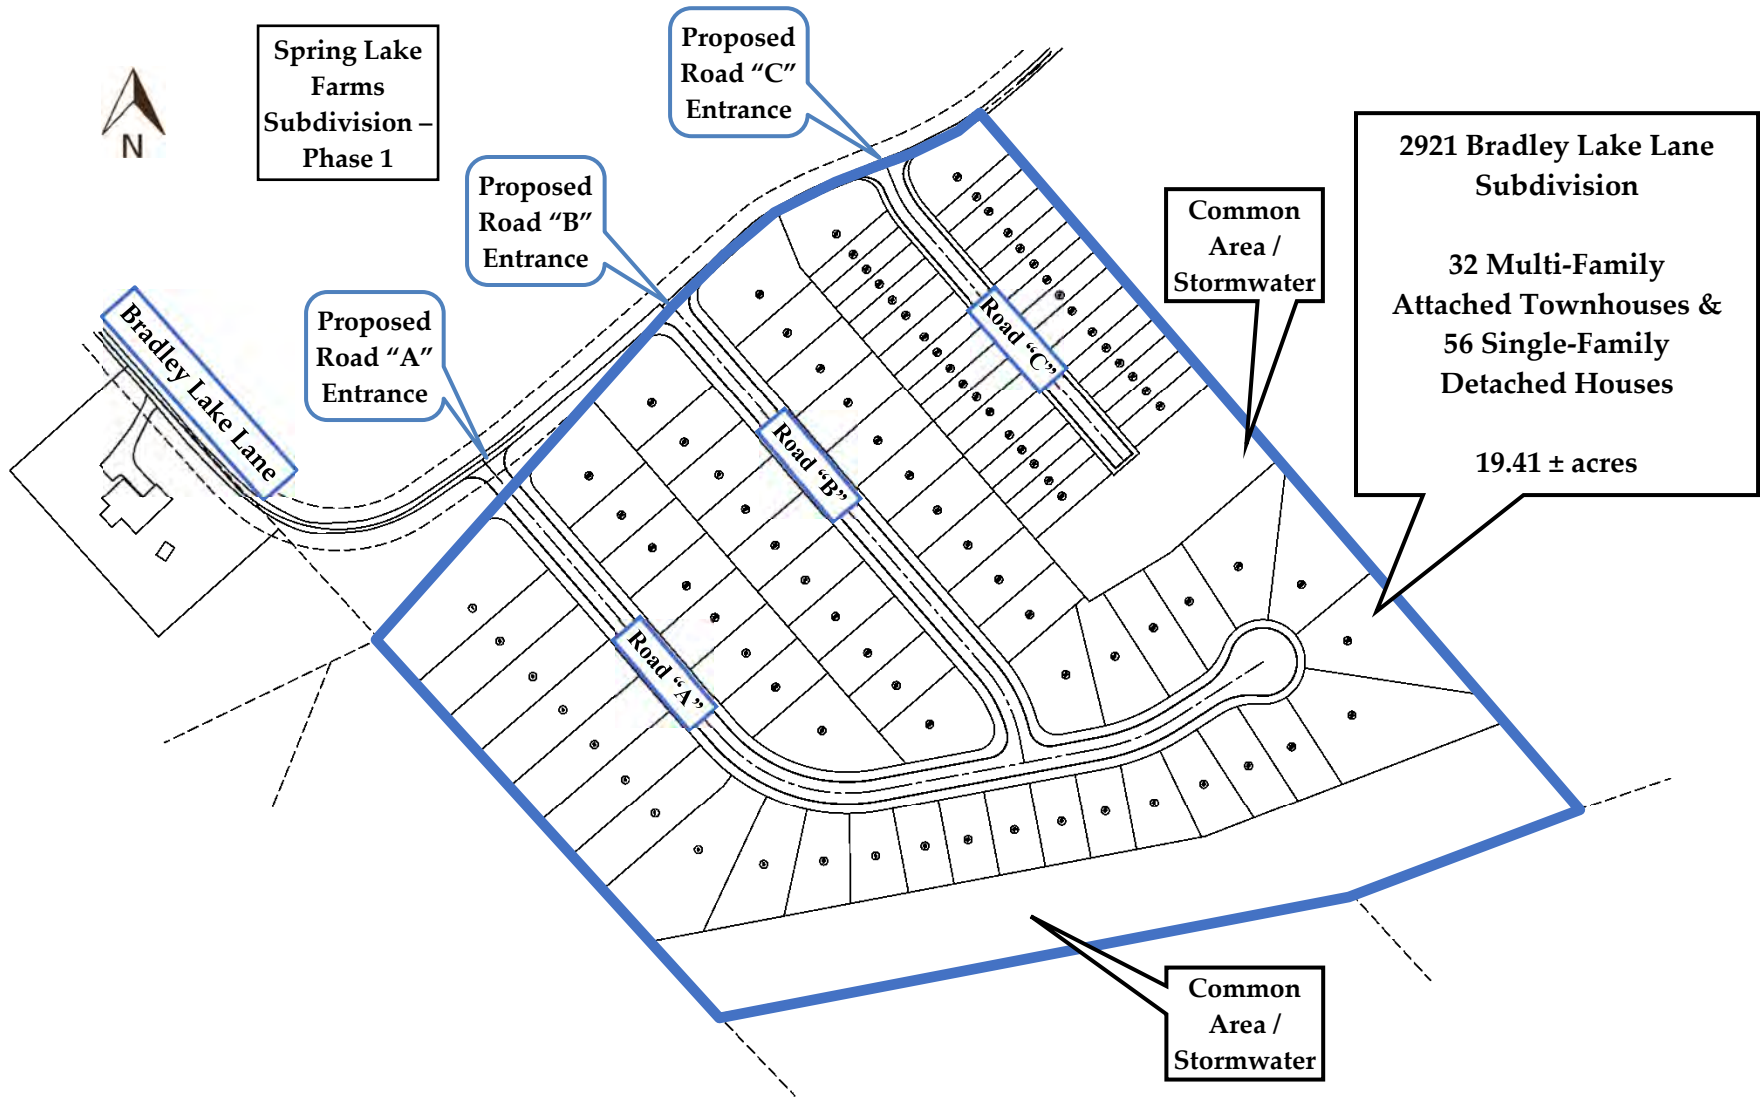 Spring Lake
Farms
Subdivision –
Phase 1
N
Proposed
Road “C”
Entrance
Proposed
Road “B”
Entrance
Proposed
Road “A”
Entrance
Bradley Lake Lane
Road “A”
Road “B”
Road “C”
Common
Area /
Stormwater
2921 Bradley Lake Lane
Subdivision
32 Multi-Family
Attached Townhouses &
56 Single-Family
Detached Houses
19.41 ± acres
Common
Area /
Stormwater